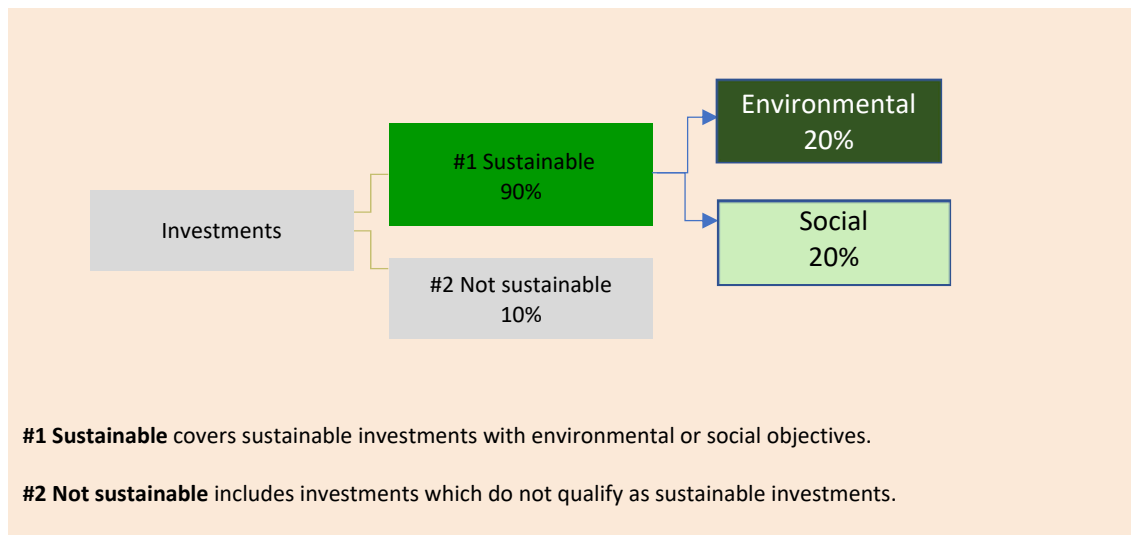 Investments
#1 Sustainable
90%
#2 Not sustainable
10%
Environmental
20%
Social
20%
#1 Sustainable covers sustainable investments with environmental or social objectives.
#2 Not sustainable includes investments which do not qualify as sustainable investments.